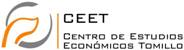 CEET
Centro de Estudios
Económicos Tomillo